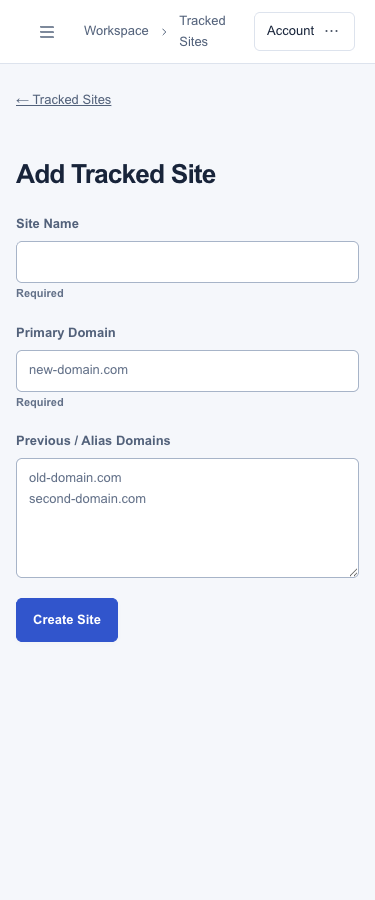 Workspace
Tracked
Sites
Account ···
← Tracked Sites
Add Tracked Site
Site Name
Required
Primary Domain
new-domain.com
Required
Previous / Alias Domains
old-domain.com
second-domain.com
Create Site